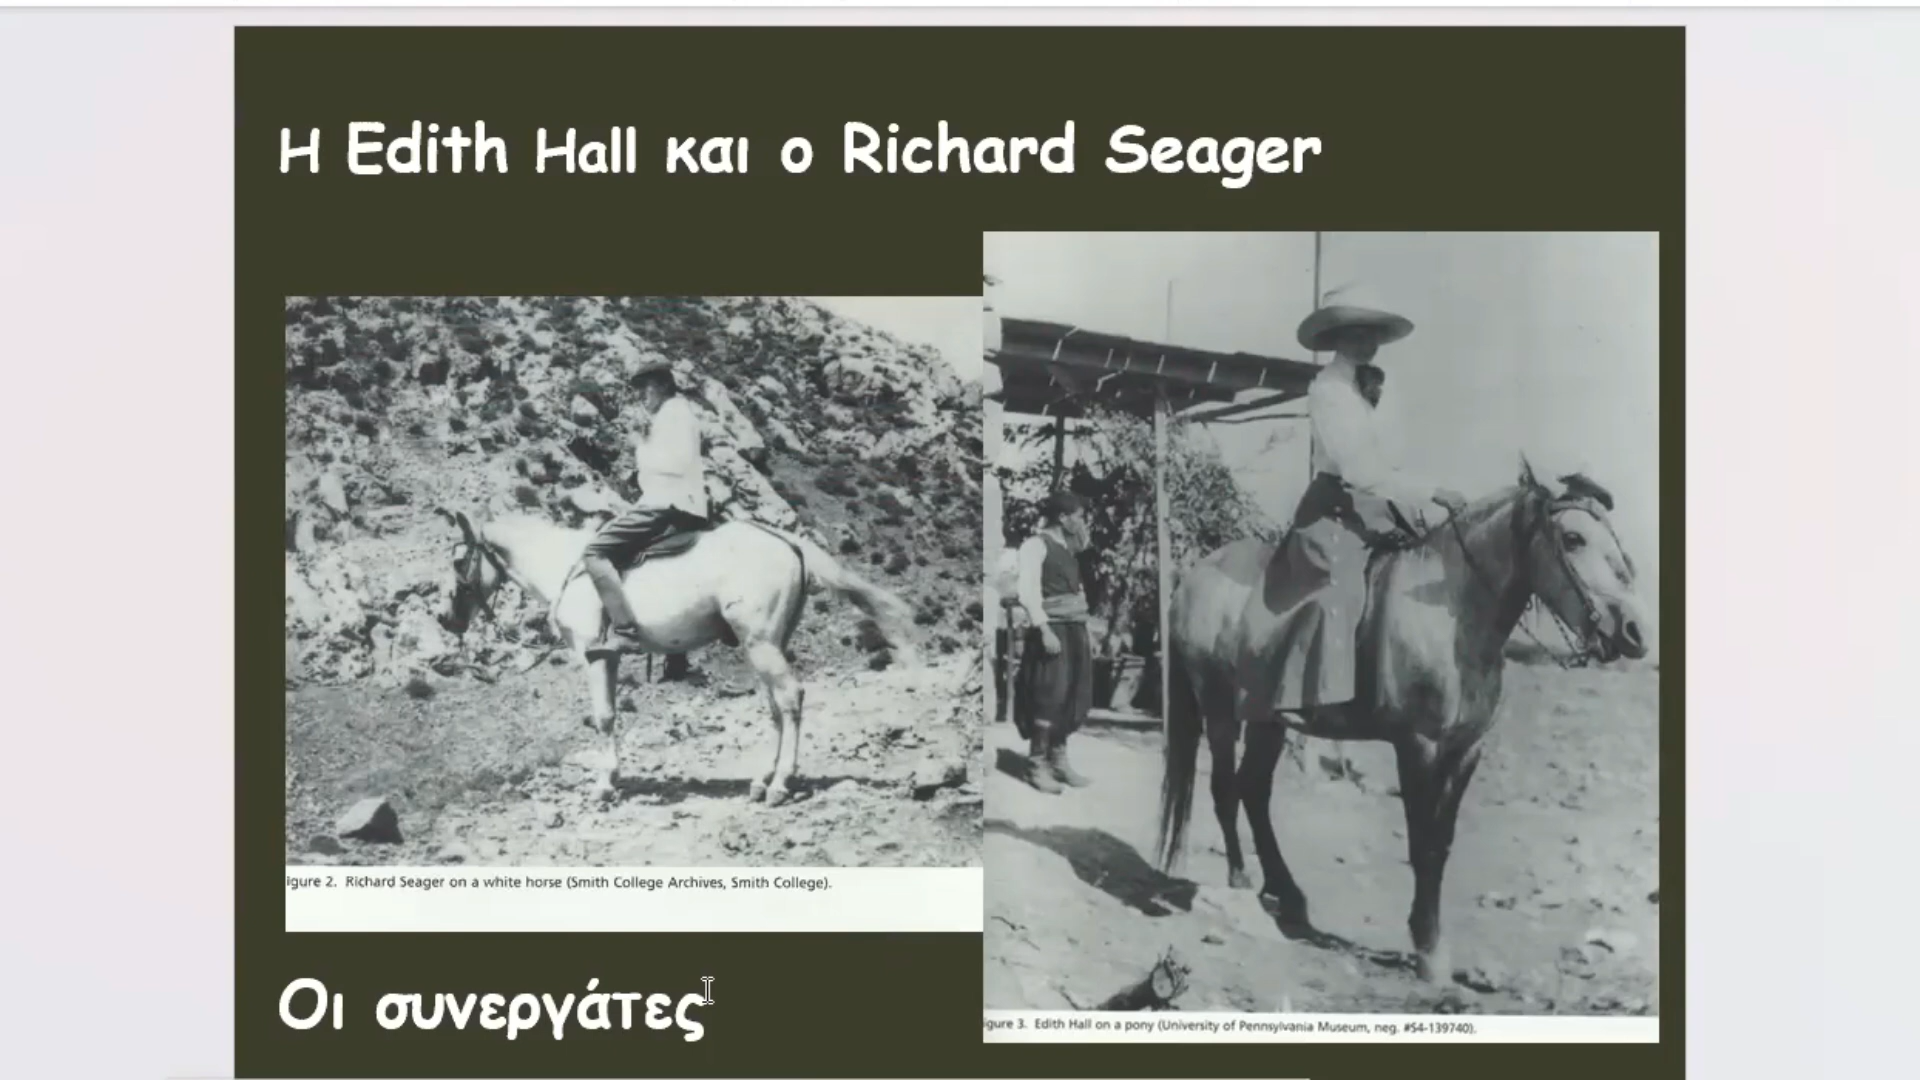 Η Edith Hall και ο Richard Seager
igure 2. Richard Seager on a white horse (Smith College Archives, Smith College).
igure 3. Edith Hall on a pony (University of Pennsylvania Museum, neg. #S4-139740).
Οι συνεργάτες